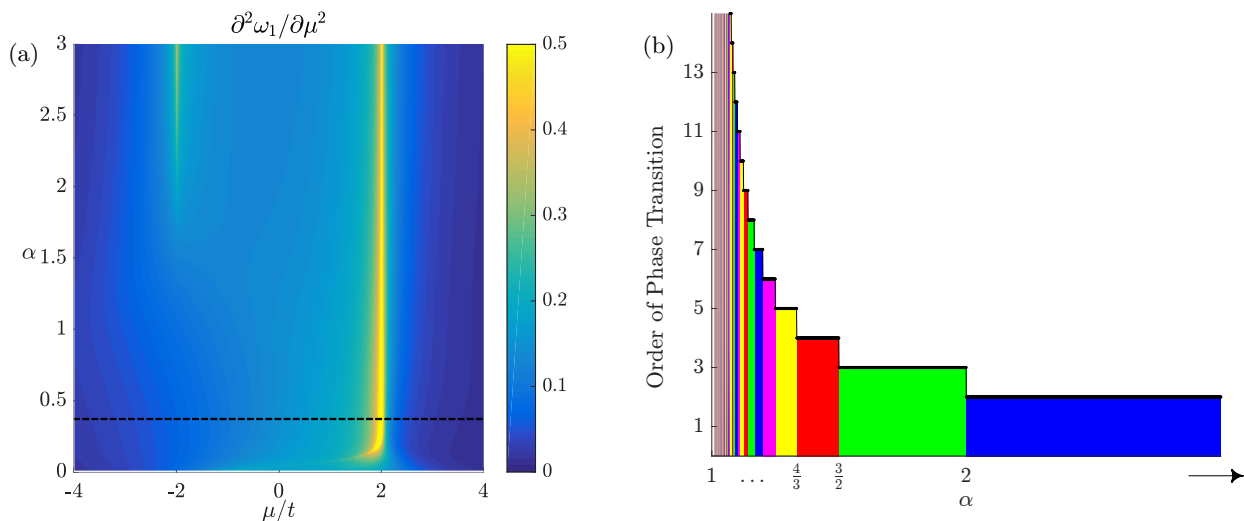 (a)
∂²ω₁/∂μ²
3
2.5
2
α 1.5
1
0.5
0
-4 -2 0 2 4
μ/t
0.5
0.4
0.3
0.2
0.1
0
(b)
Order of Phase Transition
13
11
9
7
5
3
1
1 ... 4/3 3/2 2
α